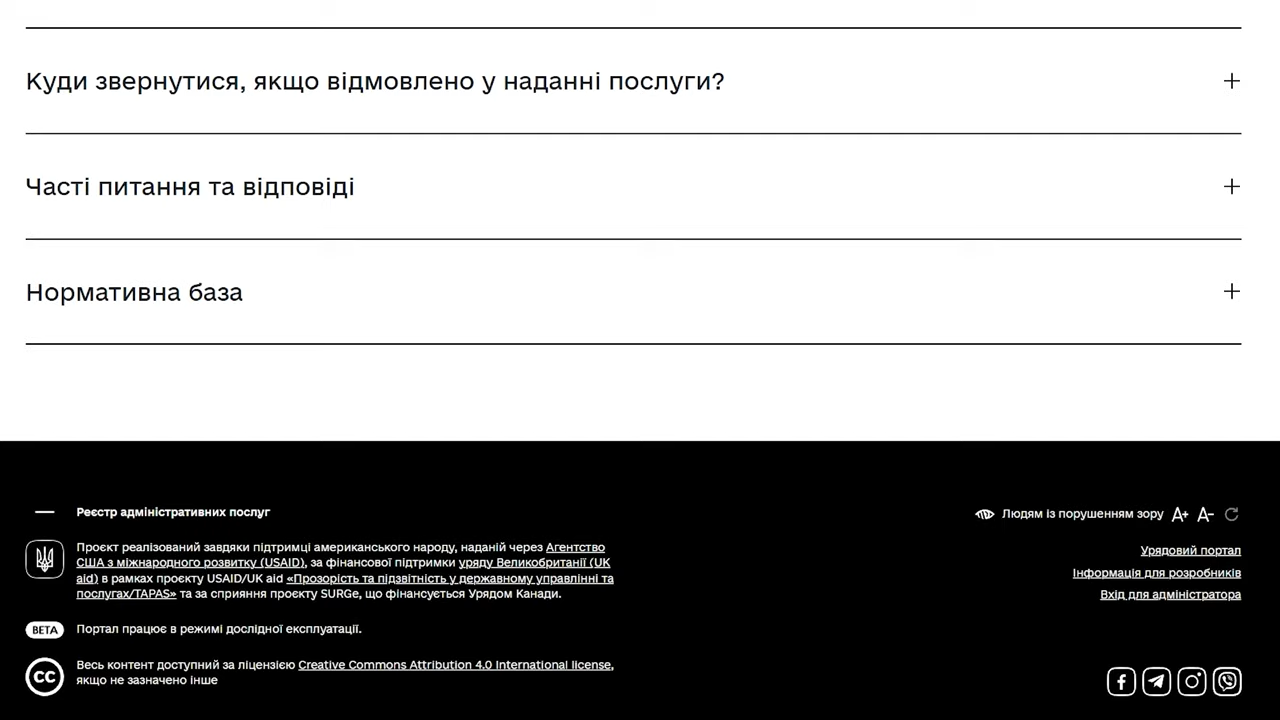 Куди звернутися, якщо відмовлено у наданні послуги?
Часті питання та відповіді
Нормативна база
Реєстр адміністративних послуг
Проєкт реалізований завдяки підтримці американського народу, наданій через Агентство
США з міжнародного розвитку (USAID), за фінансової підтримки уряду Великобританії (UK
aid) в рамках проєкту USAID/UK aid «Прозорість та підзвітність у державному управлінні та
послугах/TAPAS» та за сприяння проєкту SURGe, що фінансується Урядом Канади.
BETA Портал працює в режимі дослідної експлуатації.
CC Весь контент доступний за ліцензією Creative Commons Attribution 4.0 International license,
якщо не зазначено інше
Людям із порушенням зору A+ A-
Урядовий портал
Інформація для розробників
Вхід для адміністратора